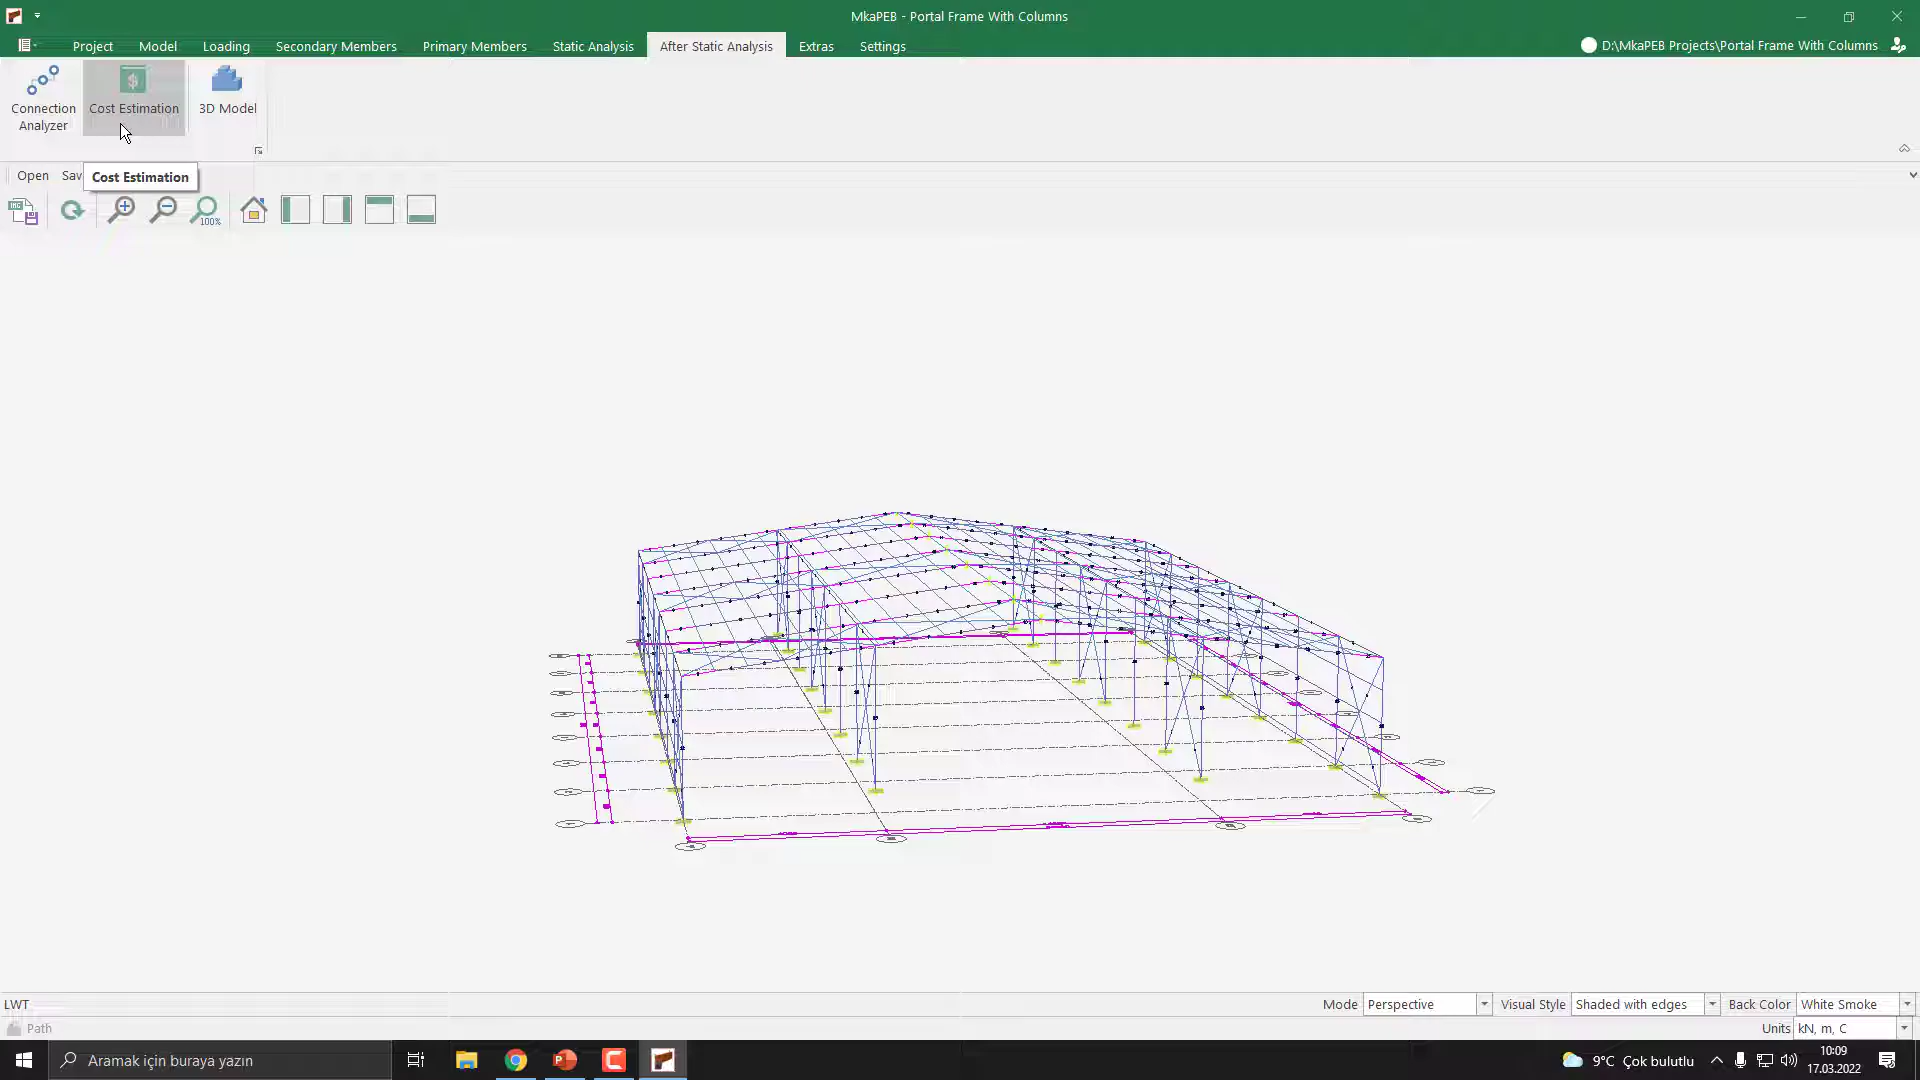 MkaPEB - Portal Frame With Columns
Project Model Loading Secondary Members Primary Members Static Analysis After Static Analysis Extras Settings
D:\MkaPEB Projects\Portal Frame With Columns
Connection Analyzer
Cost Estimation
3D Model
Open Sav
Cost Estimation
100%
LWT
Mode Perspective Visual Style Shaded with edges Back Color White Smoke
Path
Units kN, m, C
Aramak için buraya yazın
9°C Çok bulutlu
10:09
17.03.2022